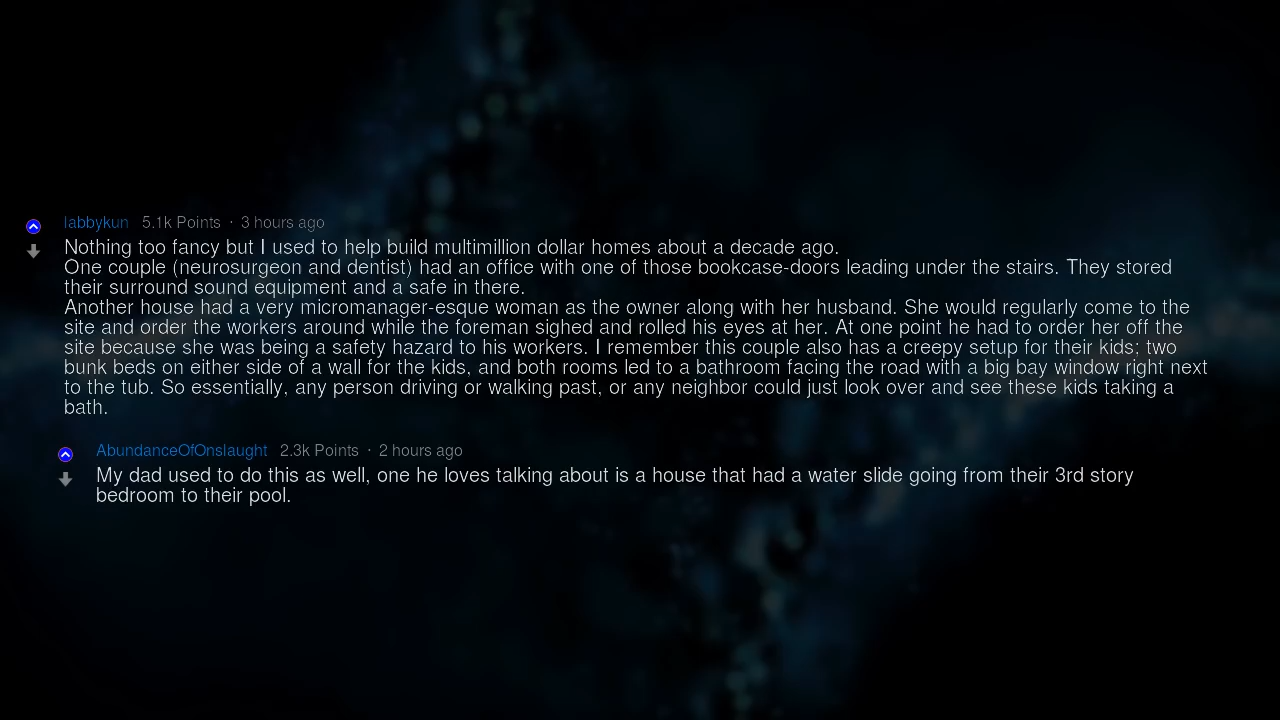 labbykun 5.1k Points · 3 hours ago
Nothing too fancy but I used to help build multimillion dollar homes about a decade ago.
One couple (neurosurgeon and dentist) had an office with one of those bookcase-doors leading under the stairs. They stored
their surround sound equipment and a safe in there.
Another house had a very micromanager-esque woman as the owner along with her husband. She would regularly come to the
site and order the workers around while the foreman sighed and rolled his eyes at her. At one point he had to order her off the
site because she was being a safety hazard to his workers. I remember this couple also has a creepy setup for their kids; two
bunk beds on either side of a wall for the kids, and both rooms led to a bathroom facing the road with a big bay window right next
to the tub. So essentially, any person driving or walking past, or any neighbor could just look over and see these kids taking a
bath.
AbundanceOfOnslaught 2.3k Points · 2 hours ago
My dad used to do this as well, one he loves talking about is a house that had a water slide going from their 3rd story
bedroom to their pool.